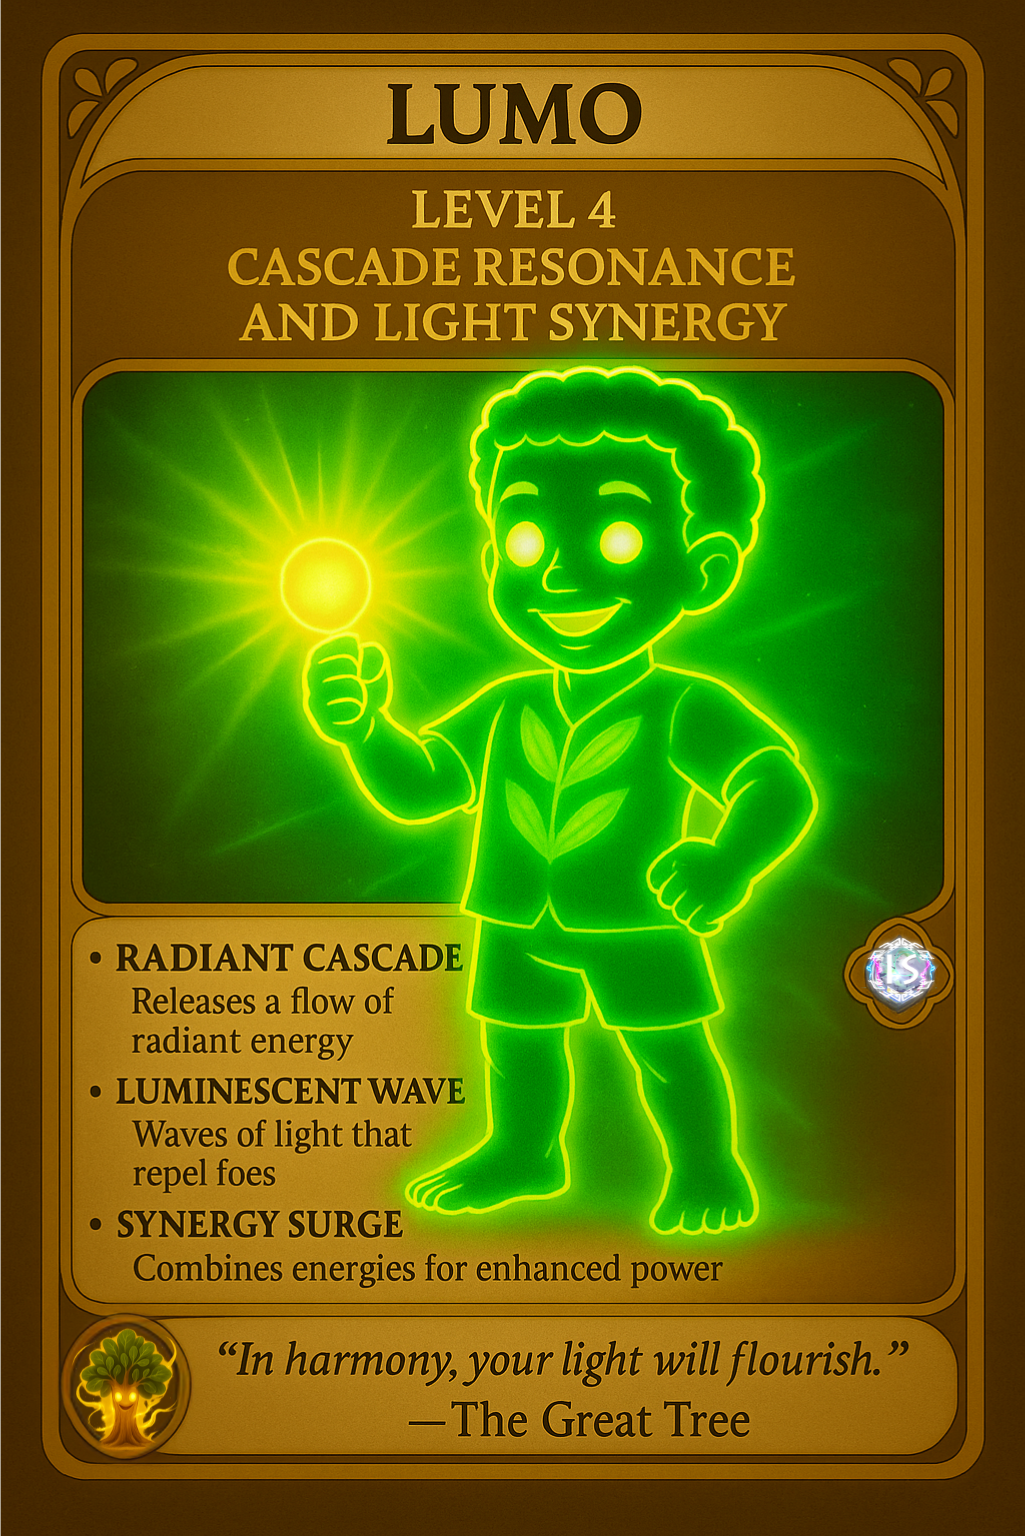 LUMO
LEVEL 4
CASCADE RESONANCE
AND LIGHT SYNERGY
• RADIANT CASCADE
Releases a flow of
radiant energy
• LUMINESCENT WAVE
Waves of light that
repel foes
• SYNERGY SURGE
Combines energies for enhanced power
LS
“In harmony, your light will flourish.”
—The Great Tree